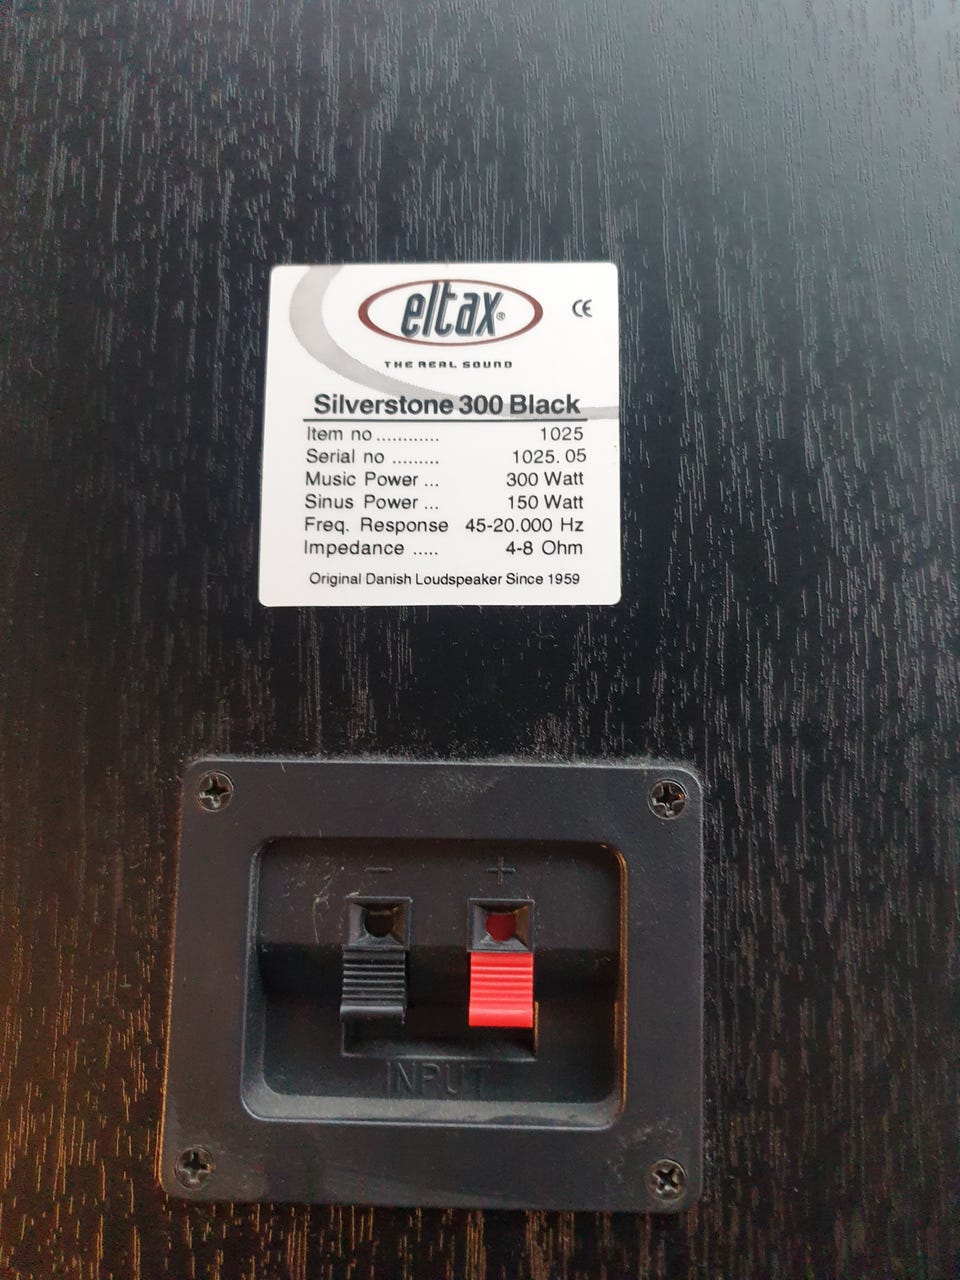 eltax®
CE
THE REAL SOUND
Silverstone 300 Black
Item no ............ 1025
Serial no ......... 1025. 05
Music Power ... 300 Watt
Sinus Power ... 150 Watt
Freq. Response 45-20.000 Hz
Impedance ..... 4-8 Ohm
Original Danish Loudspeaker Since 1959
− +
INPUT